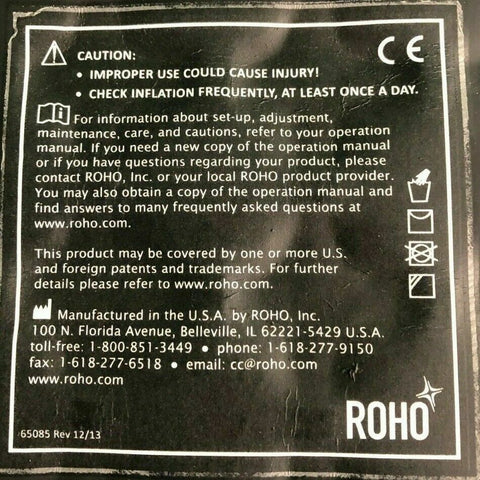 CAUTION:
• IMPROPER USE COULD CAUSE INJURY!
• CHECK INFLATION FREQUENTLY, AT LEAST ONCE A DAY.
CE
For information about set-up, adjustment,
maintenance, care, and cautions, refer to your operation
manual. If you need a new copy of the operation manual
or if you have questions regarding your product, please
contact ROHO, Inc. or your local ROHO product provider.
You may also obtain a copy of the operation manual and
find answers to many frequently asked questions at
www.roho.com.
This product may be covered by one or more U.S.
and foreign patents and trademarks. For further
details please refer to www.roho.com.
Manufactured in the U.S.A. by ROHO, Inc.
100 N. Florida Avenue, Belleville, IL 62221-5429 U.S.A.
toll-free: 1-800-851-3449 • phone: 1-618-277-9150
fax: 1-618-277-6518 • email: cc@roho.com
www.roho.com
ROHO
65085 Rev 12/13